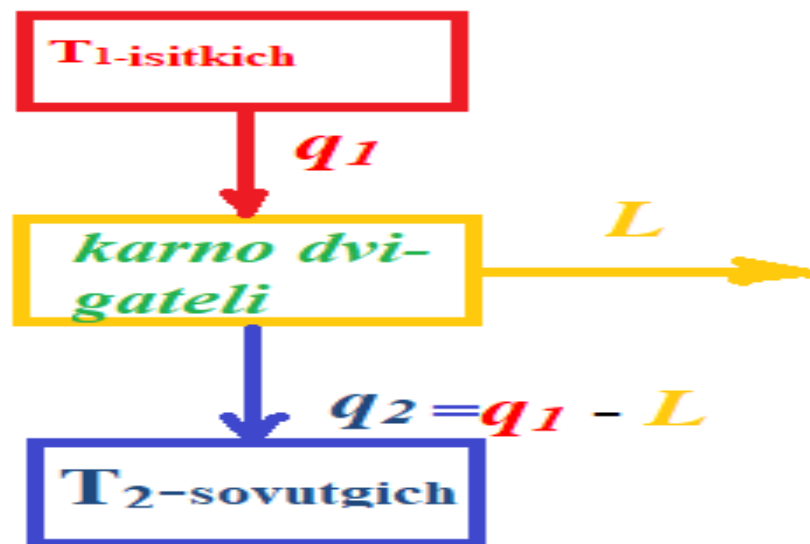 T1-isitkich
q1
karno dvi-
gateli
L
q2=q1 - L
T2-sovutgich